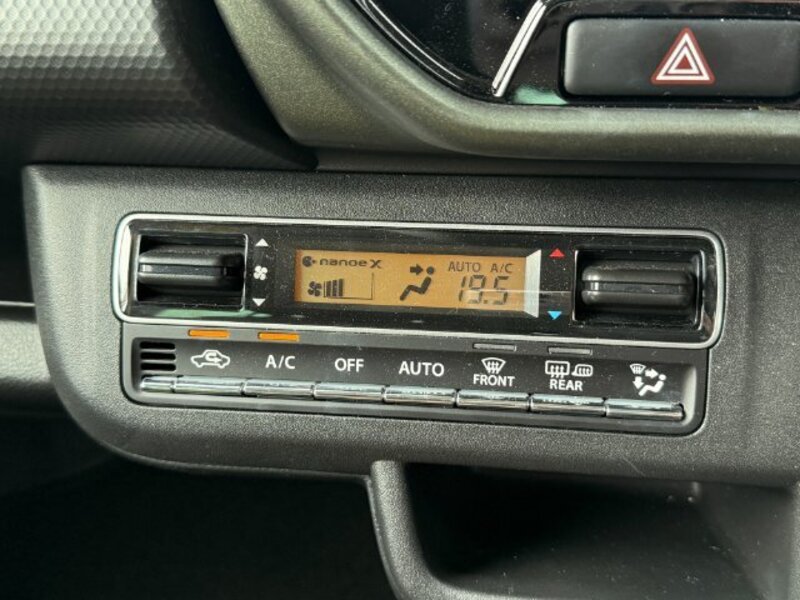 nanoe X
AUTO A/C
19.5
A/C OFF AUTO FRONT REAR